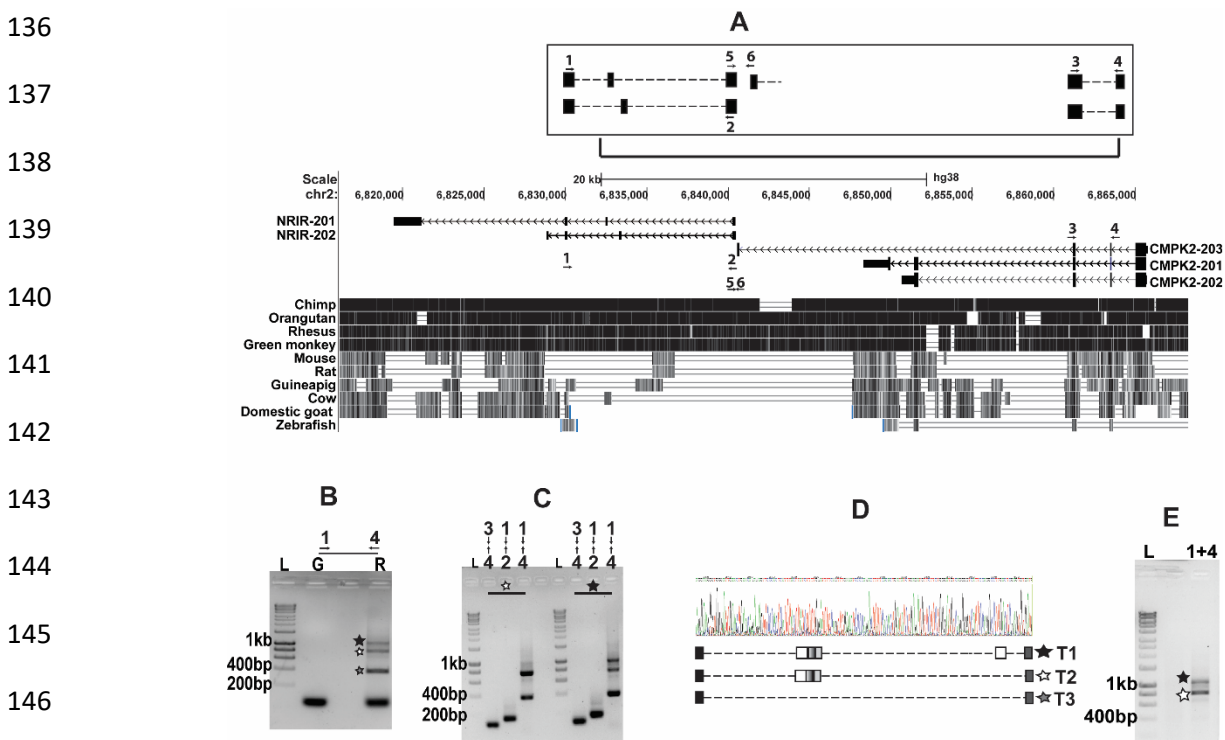 136
A
1 5 6 3 4
137
2
138
Scale 20 kb hg38
chr2: 6,820,000 6,825,000 6,830,000 6,835,000 6,840,000 6,845,000 6,850,000 6,855,000 6,860,000 6,865,000
139
NRIR-201
NRIR-202 3 4
CMPK2-203
1 2 CMPK2-201
CMPK2-202
140
5 6
Chimp
Orangutan
Rhesus
Green monkey
141
Mouse
Rat
Guineapig
Cow
Domestic goat
142
Zebrafish
143
B C D E
3 1 1 3 1 1
1 4
144
L G R
L 4 2 4 L 4 2 4
L 1+4
145
1kb
400bp
200bp
1kb
400bp
200bp
T1
T2
T3
146
1kb
400bp